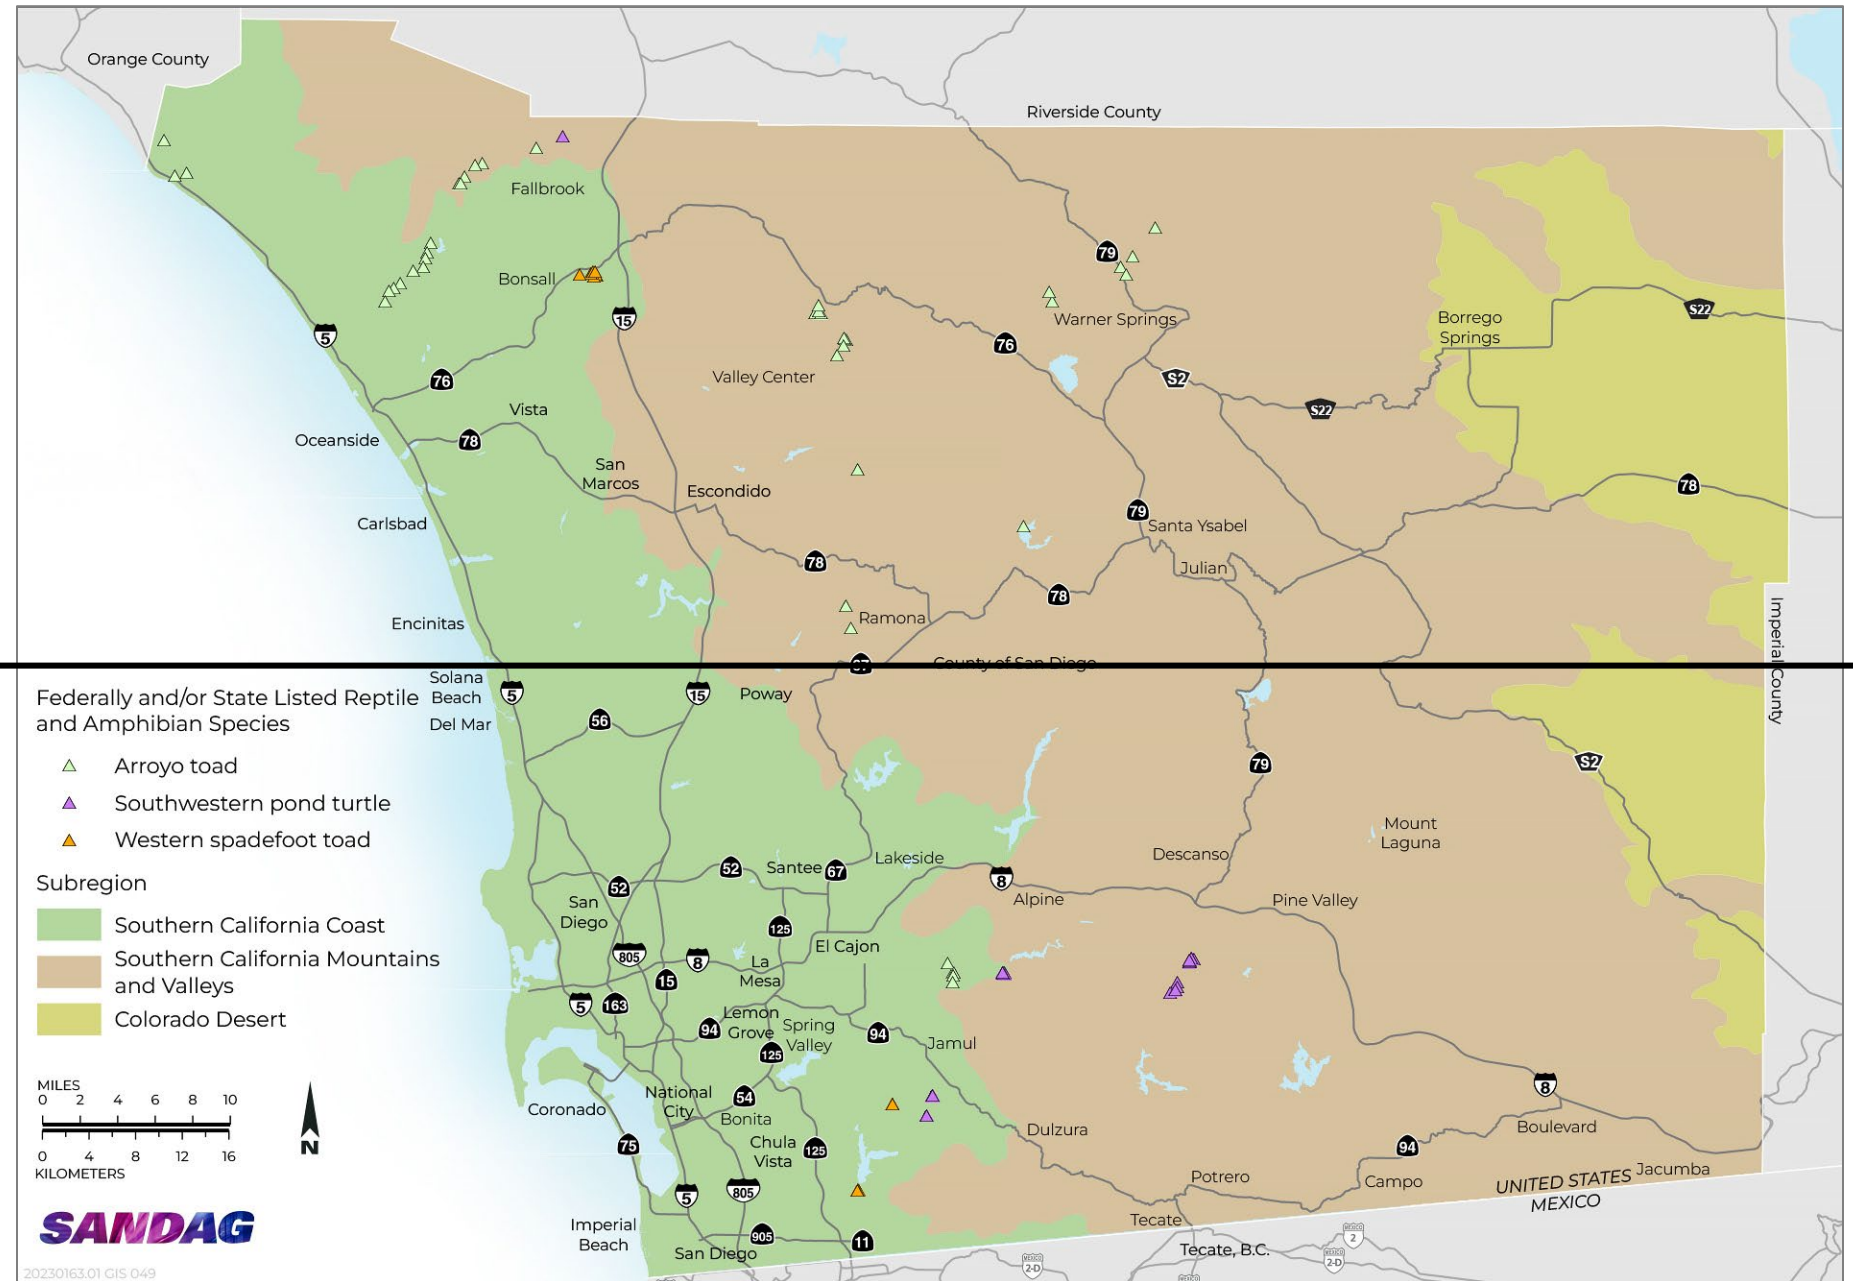 Orange County
Riverside County
Fallbrook
79
Bonsall
15
Warner Springs
Borrego
Springs
S22
5
76
76
Valley Center
S2
S22
Vista
78
Oceanside
San
Marcos
Escondido
78
Carlsbad
79
Santa Ysabel
78
Julian
78
Encinitas
Ramona
Imperial County
67
County of San Diego
Solana
Beach
5
15
Poway
Del Mar
56
Federally and/or State Listed Reptile
and Amphibian Species
Arroyo toad
Southwestern pond turtle
Western spadefoot toad
79
S2
Mount
Laguna
Descanso
52
Santee
67
Lakeside
8
52
Alpine
Pine Valley
Subregion
Southern California Coast
Southern California Mountains
and Valleys
Colorado Desert
San
Diego
125
El Cajon
805
8
La
Mesa
15
5
163
94
Lemon
Grove
Spring
Valley
94
Jamul
125
MILES
0 2 4 6 8 10
0 4 8 12 16
KILOMETERS
N
Coronado
National
City
54
Bonita
8
Boulevard
75
Chula
Vista
125
Dulzura
94
Potrero
Campo
Jacumba
UNITED STATES
MEXICO
5
805
Imperial
Beach
San Diego
905
11
Tecate
Tecate, B.C.
2
2-D
2-D
SANDAG
20230163.01 GIS 049